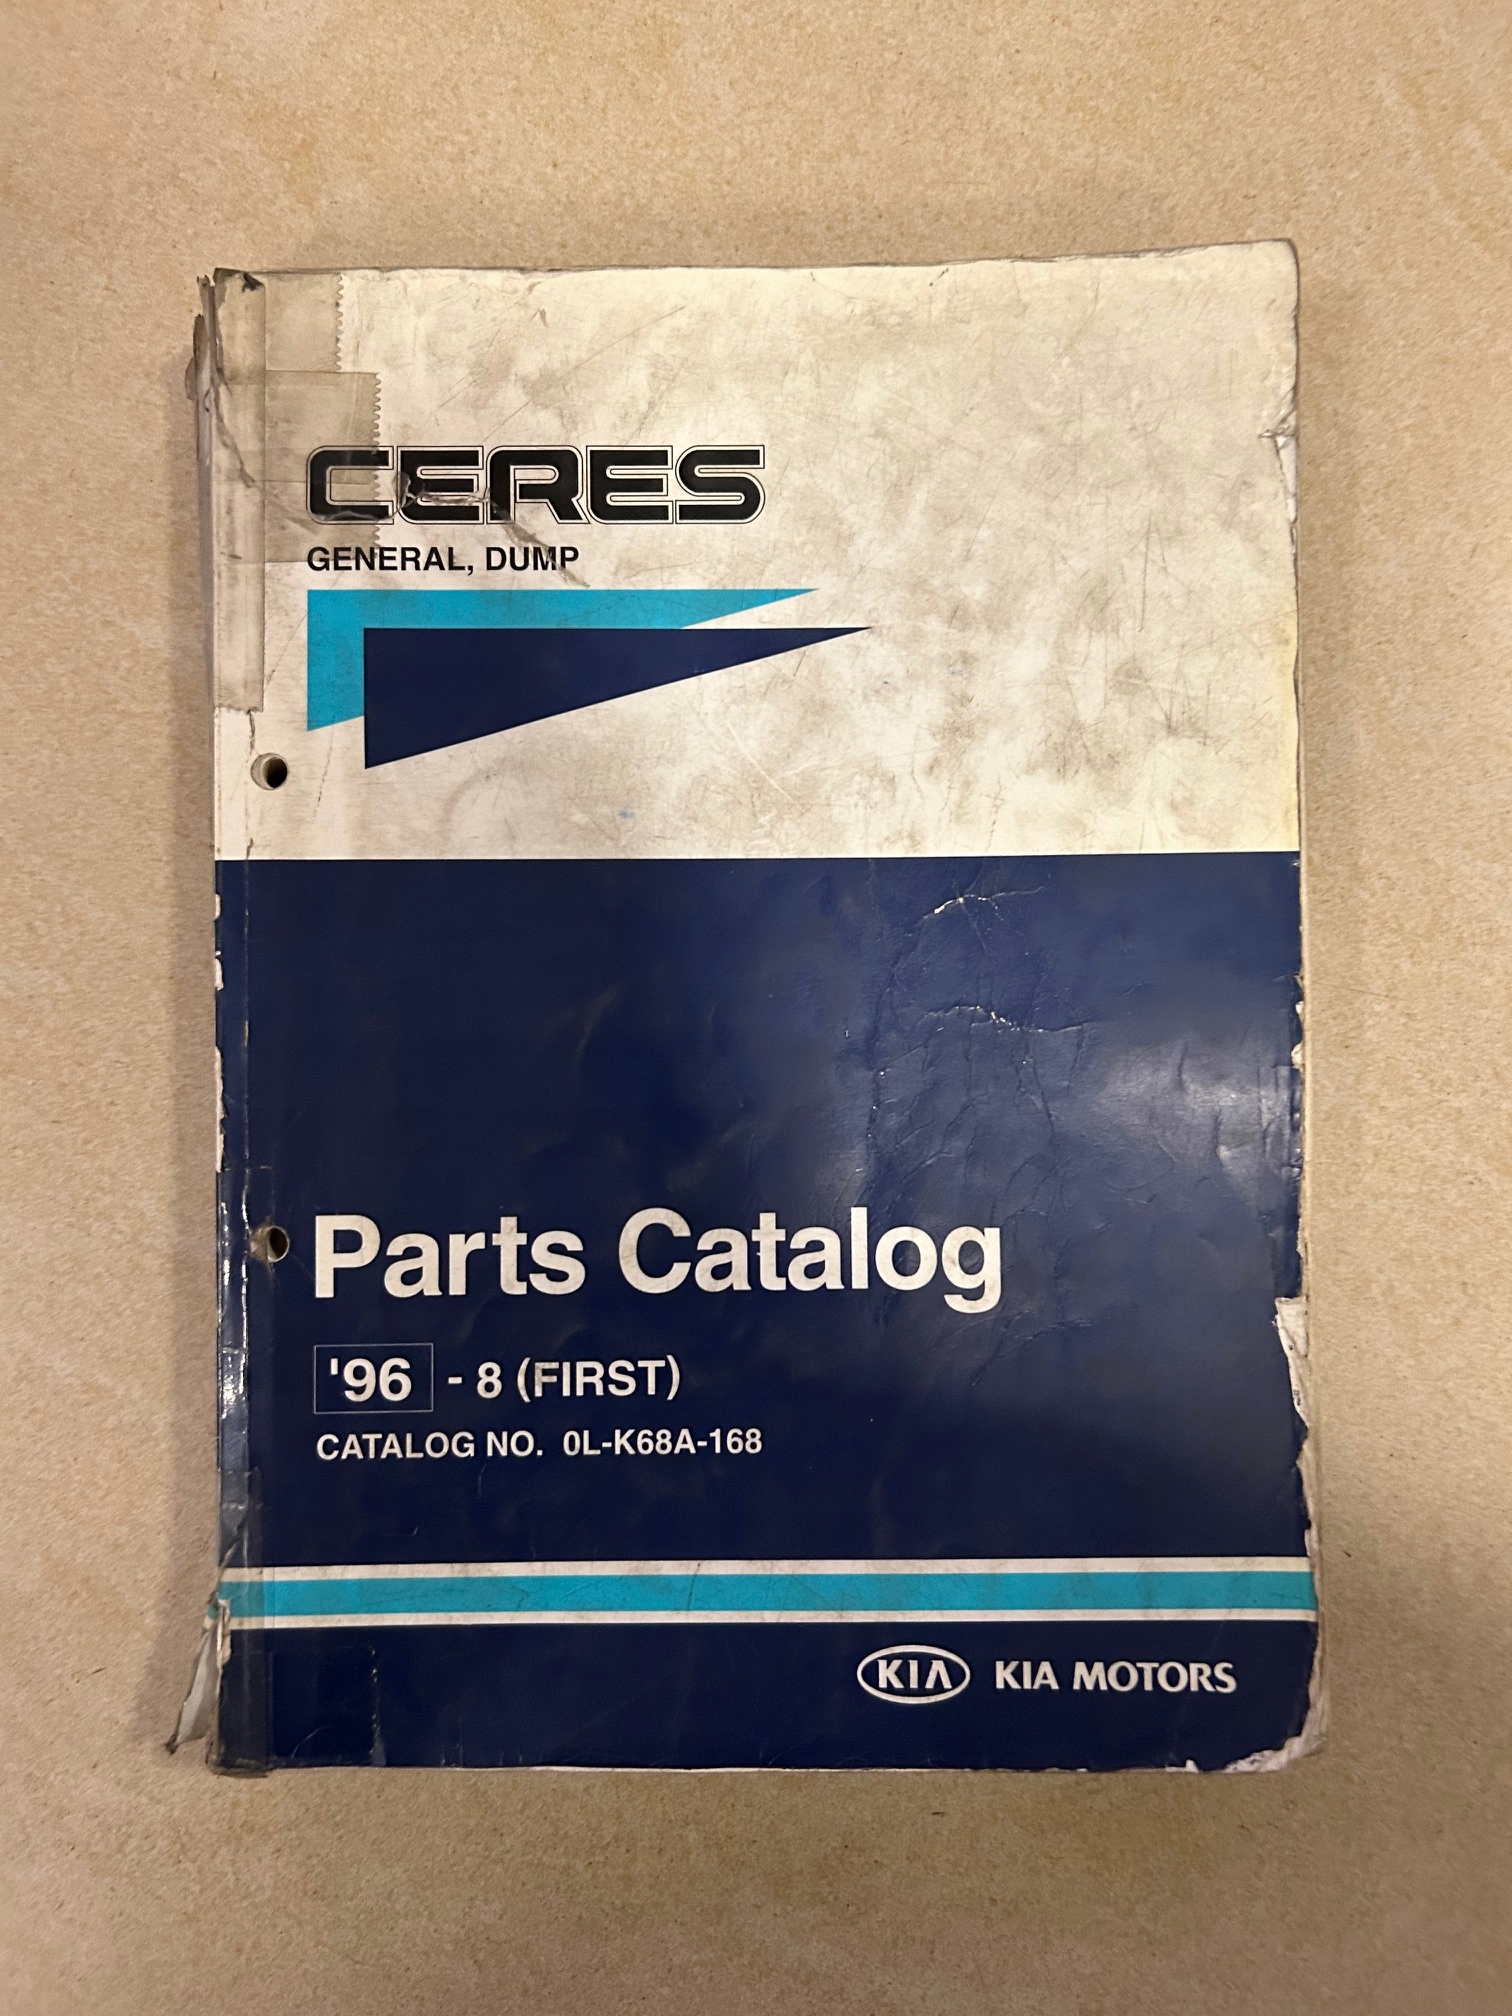 CERES
GENERAL, DUMP
Parts Catalog
'96 - 8 (FIRST)
CATALOG NO. 0L-K68A-168
KIA KIA MOTORS